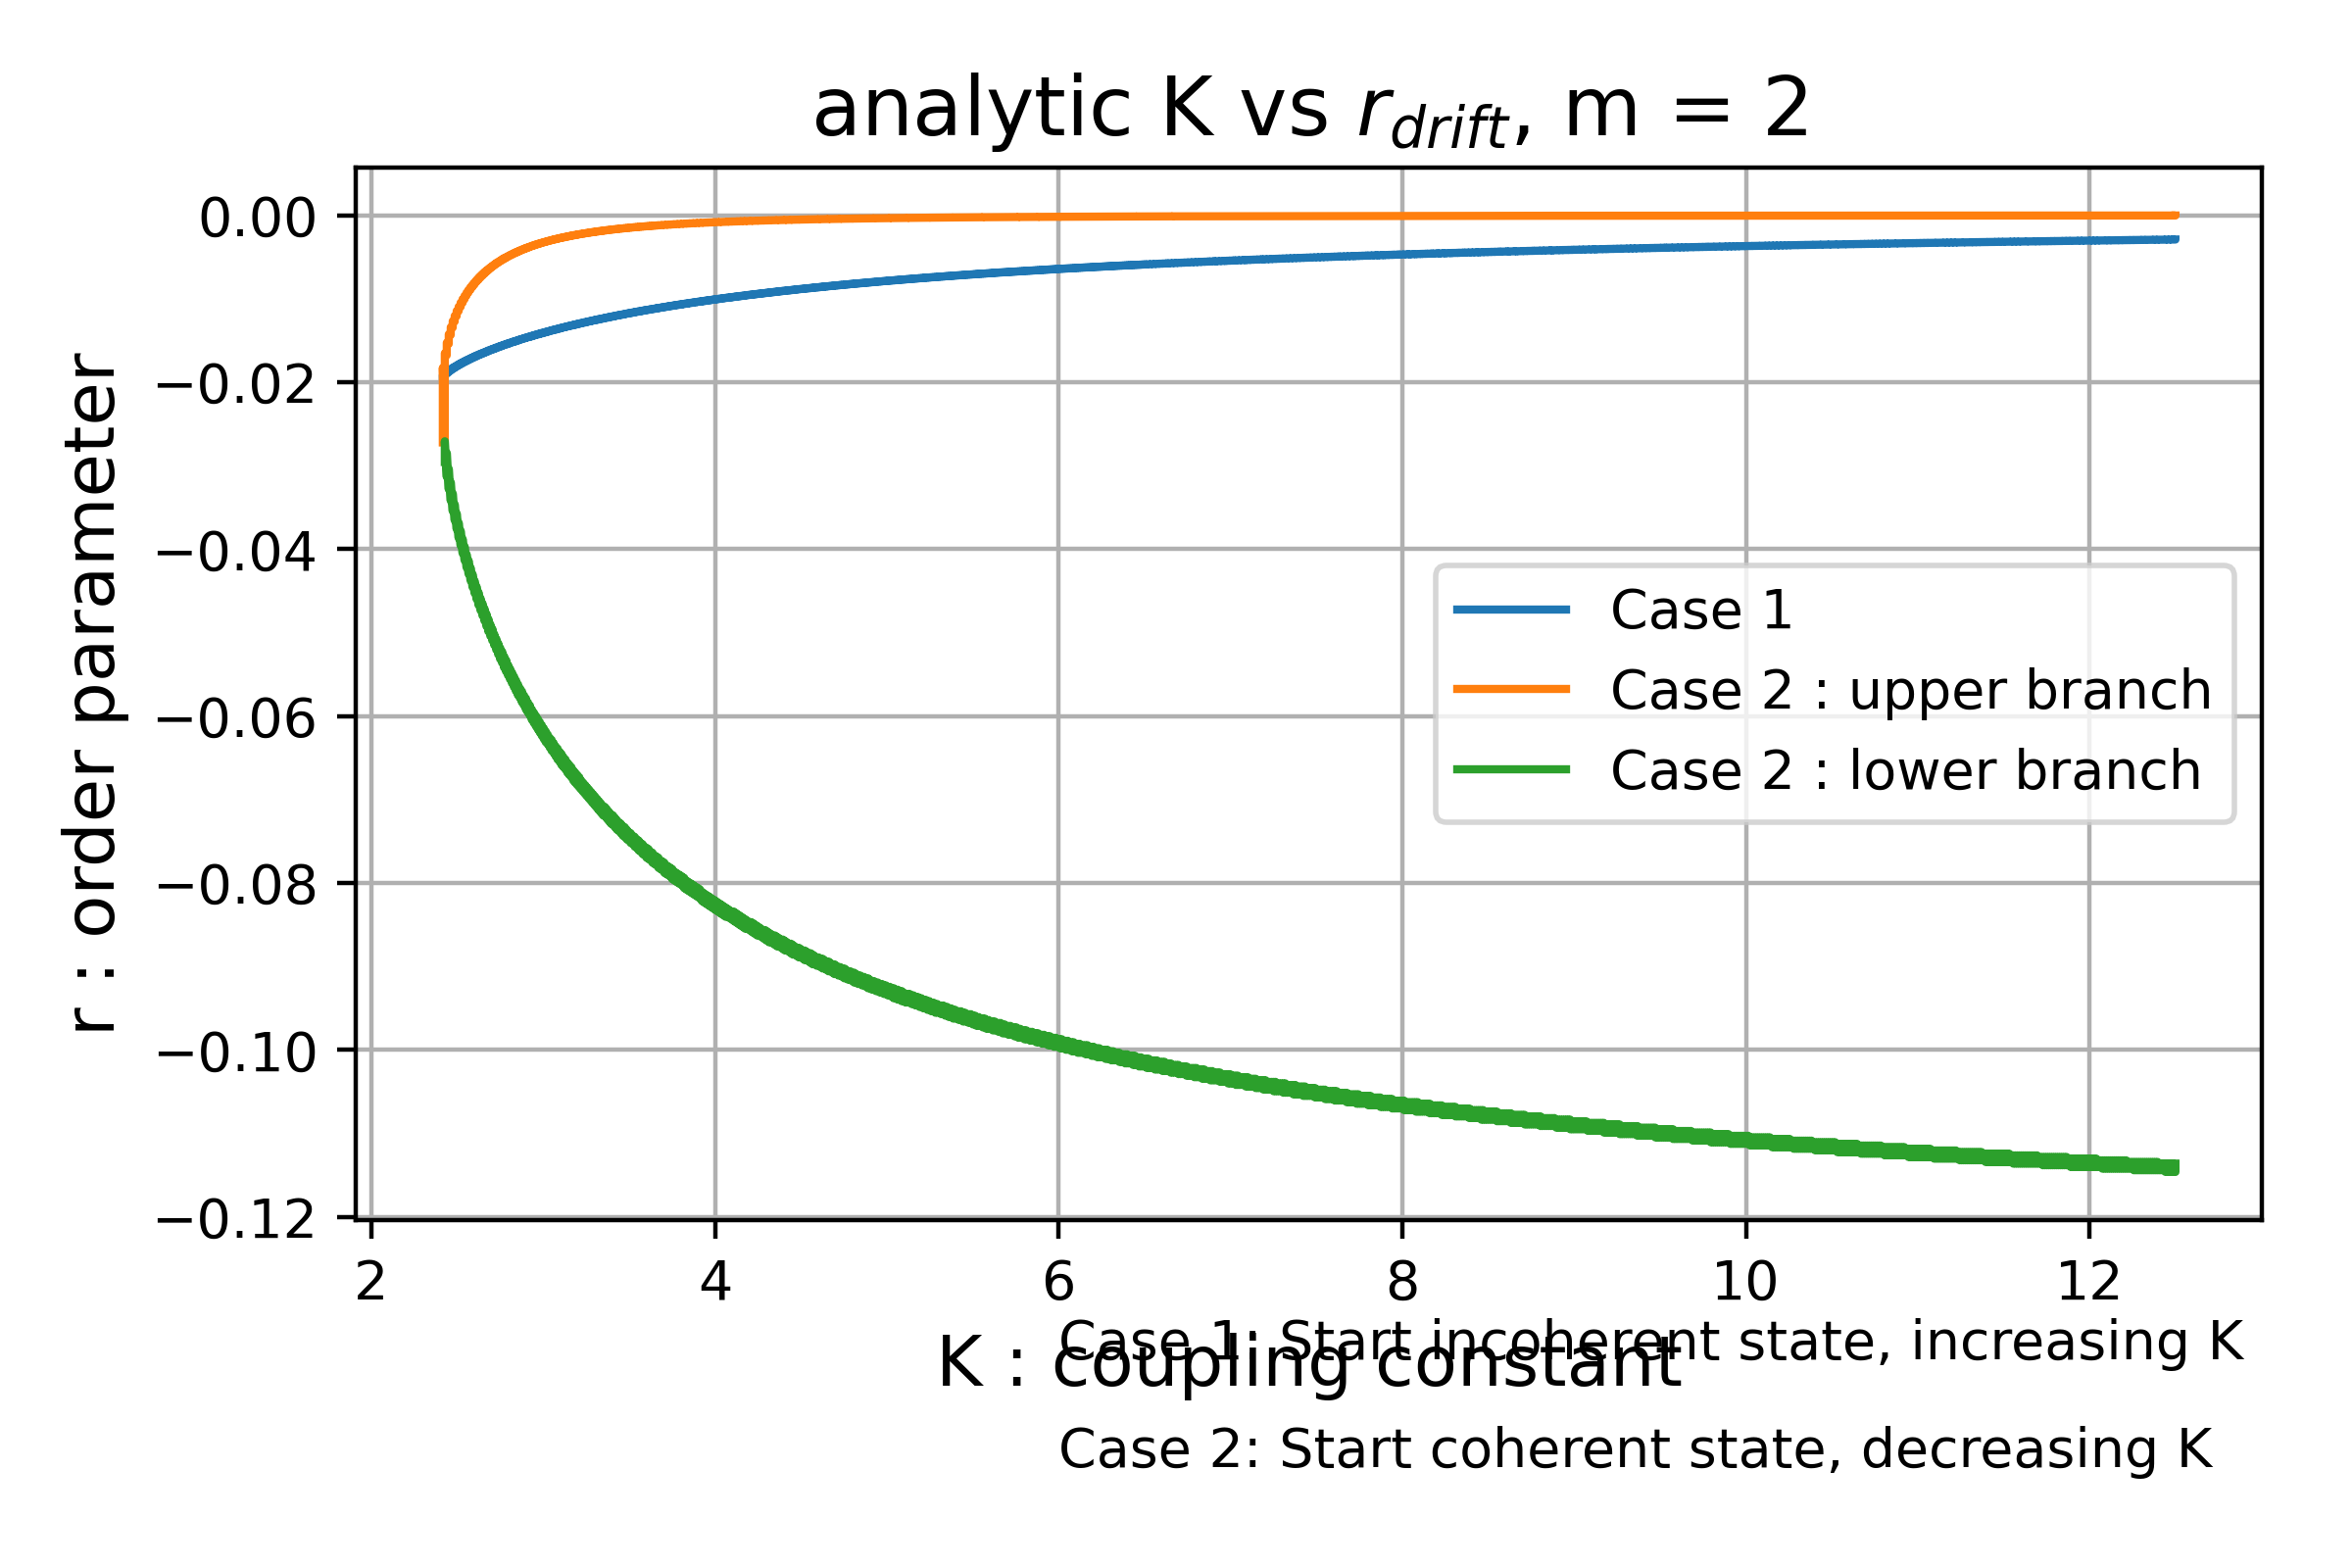 analytic K vs r_drift, m = 2
r : order parameter
0.00
−0.02
−0.04
−0.06
−0.08
−0.10
−0.12
Case 1
Case 2 : upper branch
Case 2 : lower branch
2 4 6 8 10 12
K : coupling constant
Case 1: Start incoherent state, increasing K
Case 2: Start coherent state, decreasing K